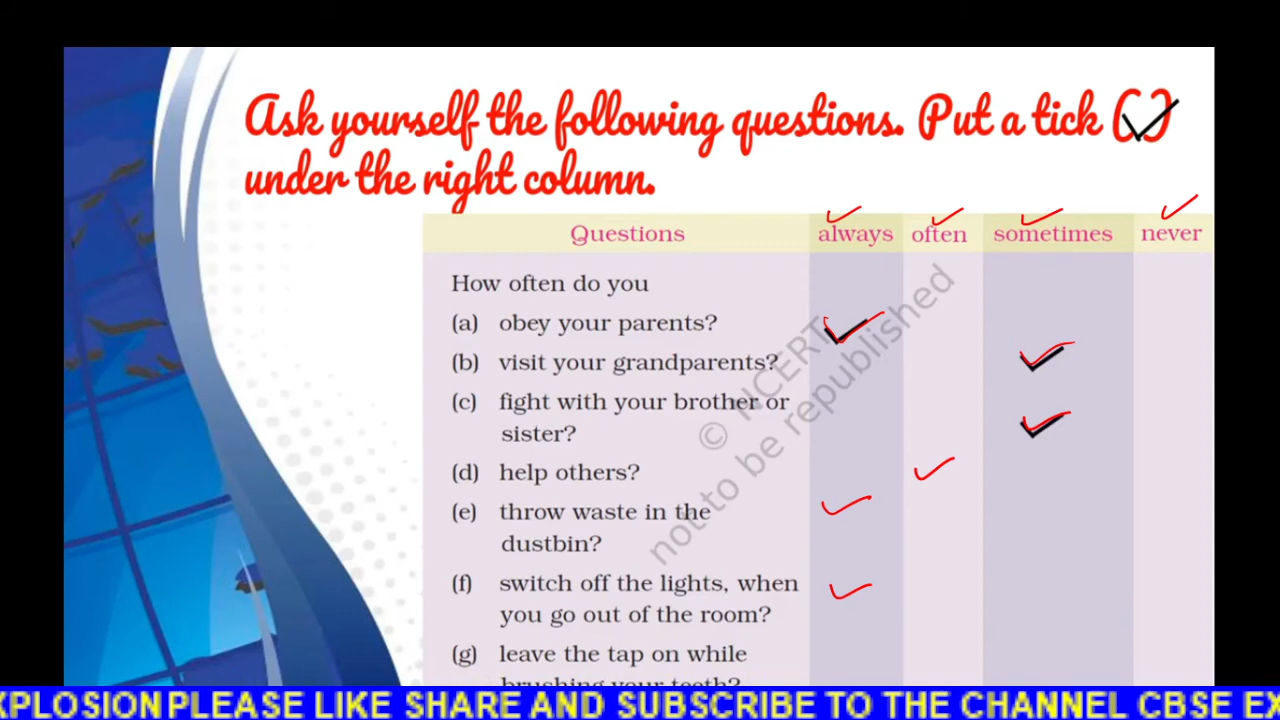 Ask yourself the following questions. Put a tick (✓)
under the right column.
Questions always often sometimes never
How often do you
(a) obey your parents?
(b) visit your grandparents?
(c) fight with your brother or
sister?
(d) help others?
(e) throw waste in the
dustbin?
(f) switch off the lights, when
you go out of the room?
(g) leave the tap on while
brushing your teeth?
© NCERT
not to be republished
XPLOSION PLEASE LIKE SHARE AND SUBSCRIBE TO THE CHANNEL CBSE EX